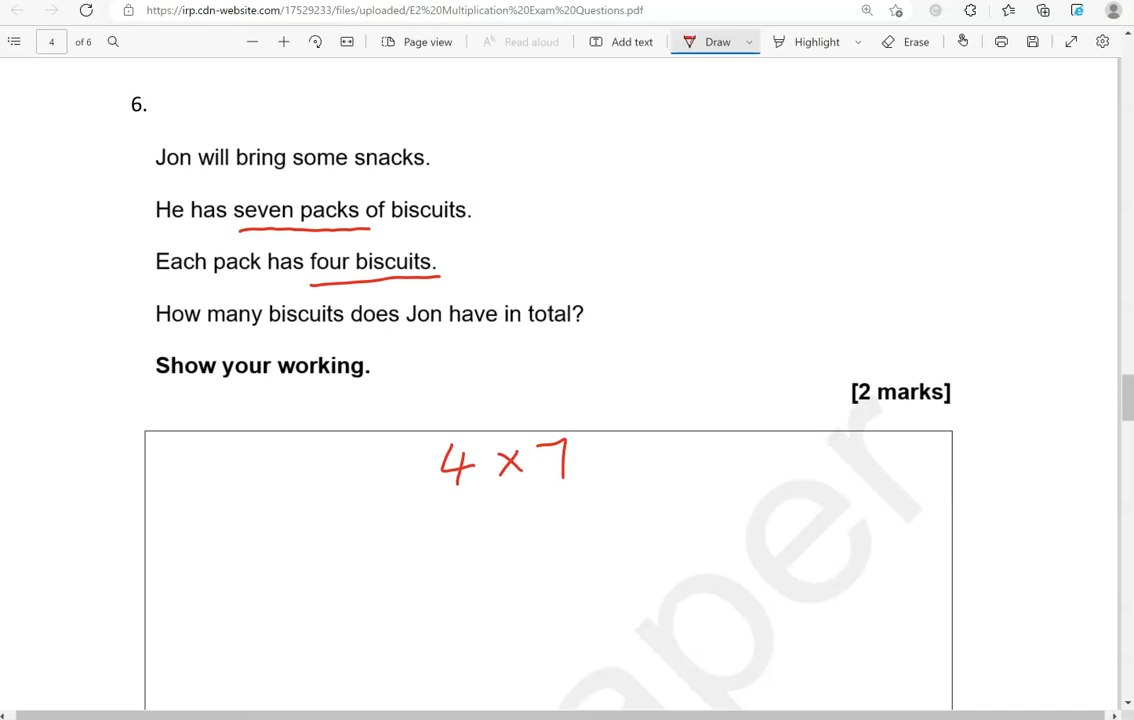 https://irp.cdn-website.com/17529233/files/uploaded/E2%20Multiplication%20Exam%20Questions.pdf
4 of 6 Page view Read aloud Add text Draw Highlight Erase
6.
Jon will bring some snacks.
He has seven packs of biscuits.
Each pack has four biscuits.
How many biscuits does Jon have in total?
Show your working.
[2 marks]
4 × 7
aper